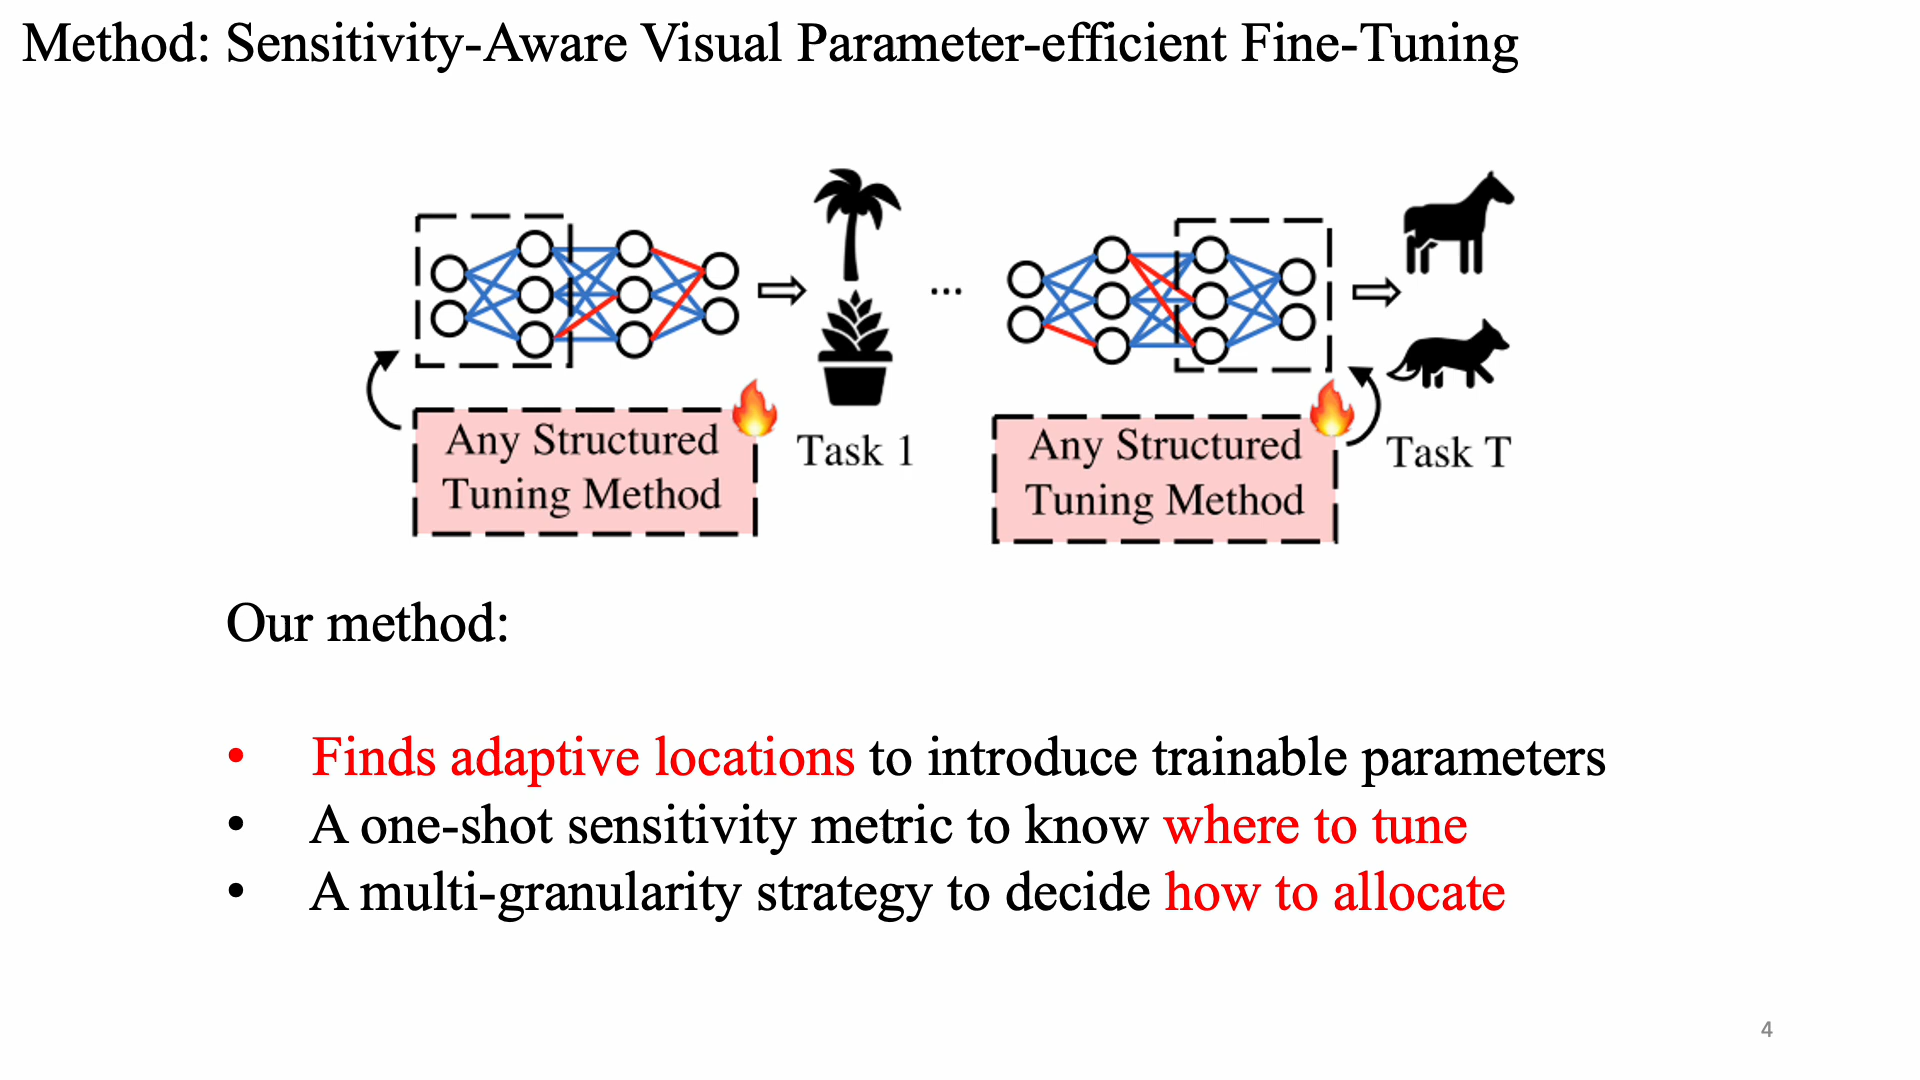 Method: Sensitivity-Aware Visual Parameter-efficient Fine-Tuning
...
Any Structured
Tuning Method
Task 1
Any Structured
Tuning Method
Task T
Our method:
• Finds adaptive locations to introduce trainable parameters
• A one-shot sensitivity metric to know where to tune
• A multi-granularity strategy to decide how to allocate
4